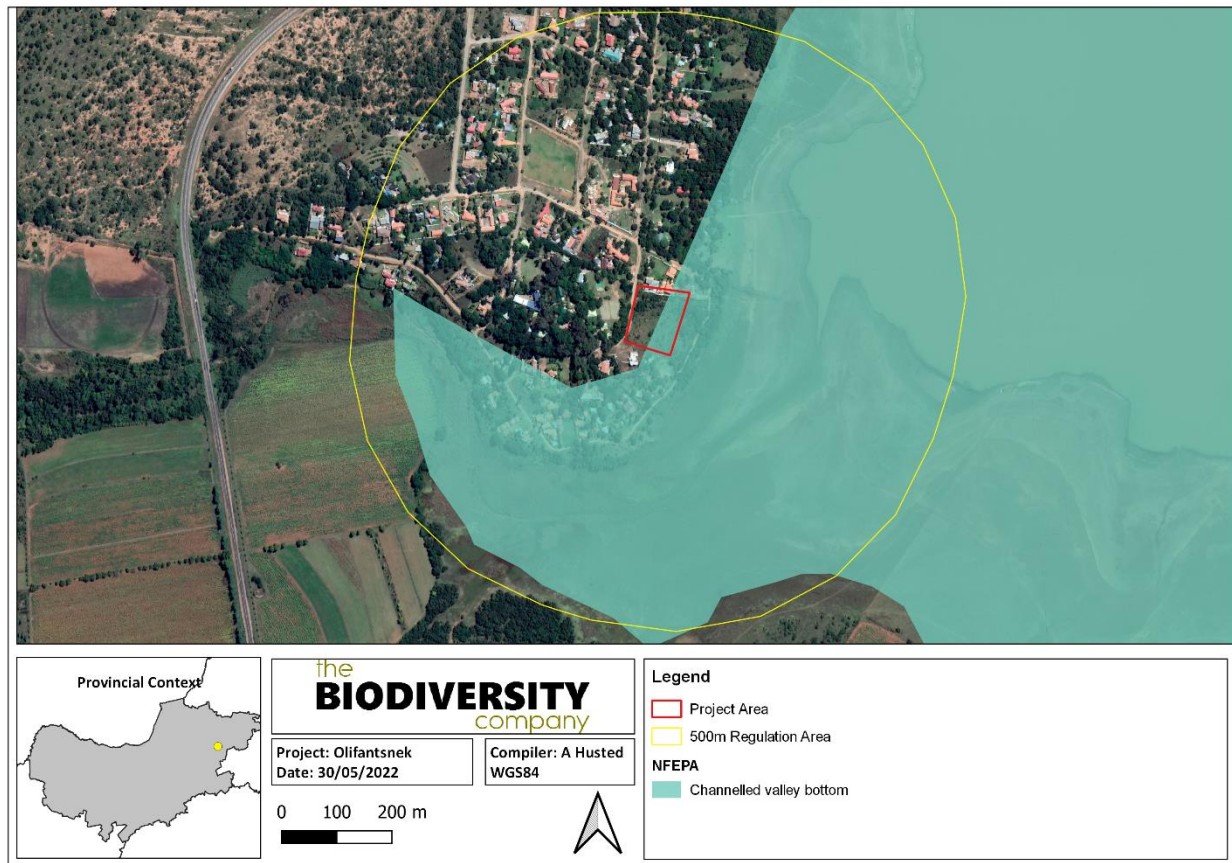 Provincial Context
the
BIODIVERSITY
company
Project: Olifantsnek
Date: 30/05/2022
Compiler: A Husted
WGS84
0 100 200 m
Legend
Project Area
500m Regulation Area
NFEPA
Channelled valley bottom